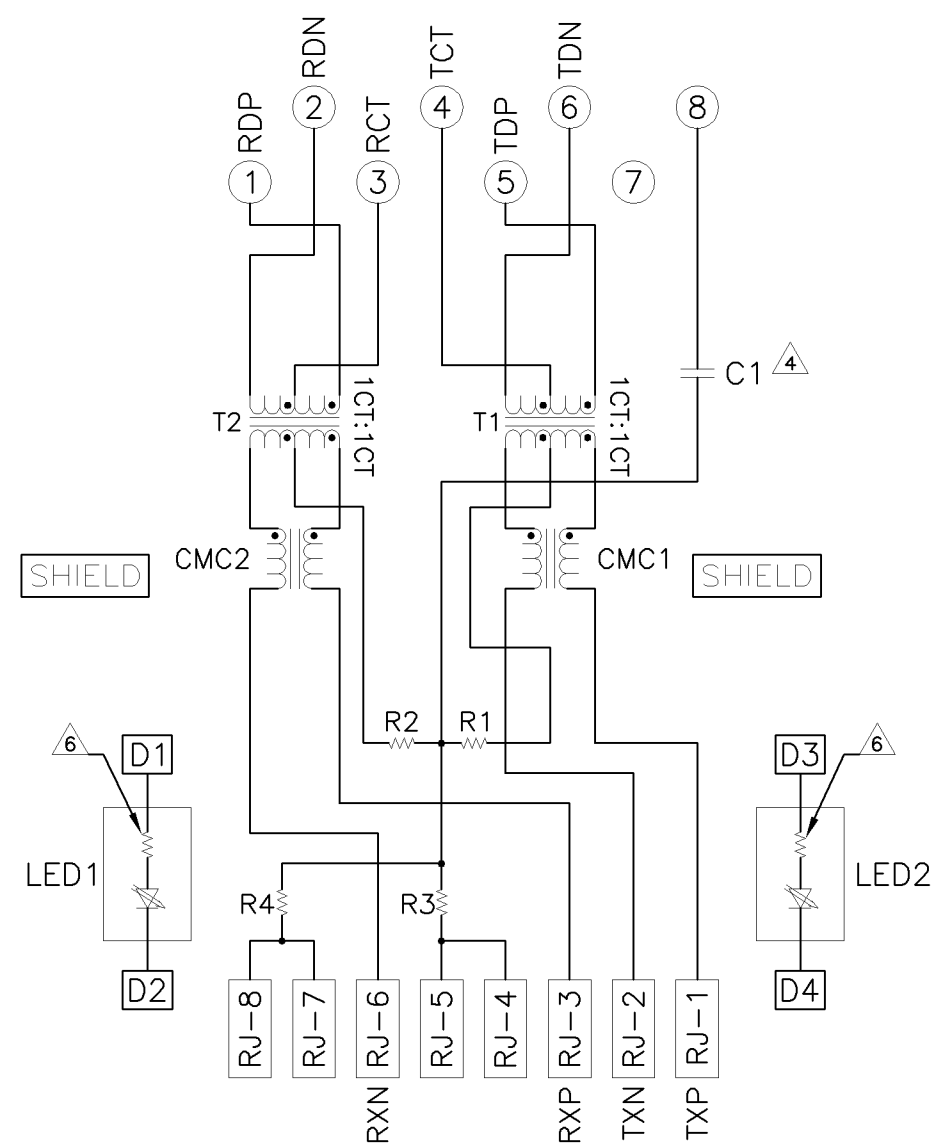 RDP
RDN
RCT
TCT
TDP
TDN
1
2
3
4
5
6
7
8
C1
4
T2
1CT:1CT
T1
1CT:1CT
SHIELD
CMC2
CMC1
SHIELD
R2
R1
6
D1
D3
6
LED1
LED2
R4
R3
D2
D4
RJ-8
RJ-7
RJ-6
RJ-5
RJ-4
RJ-3
RJ-2
RJ-1
RXN
RXP
TXN
TXP